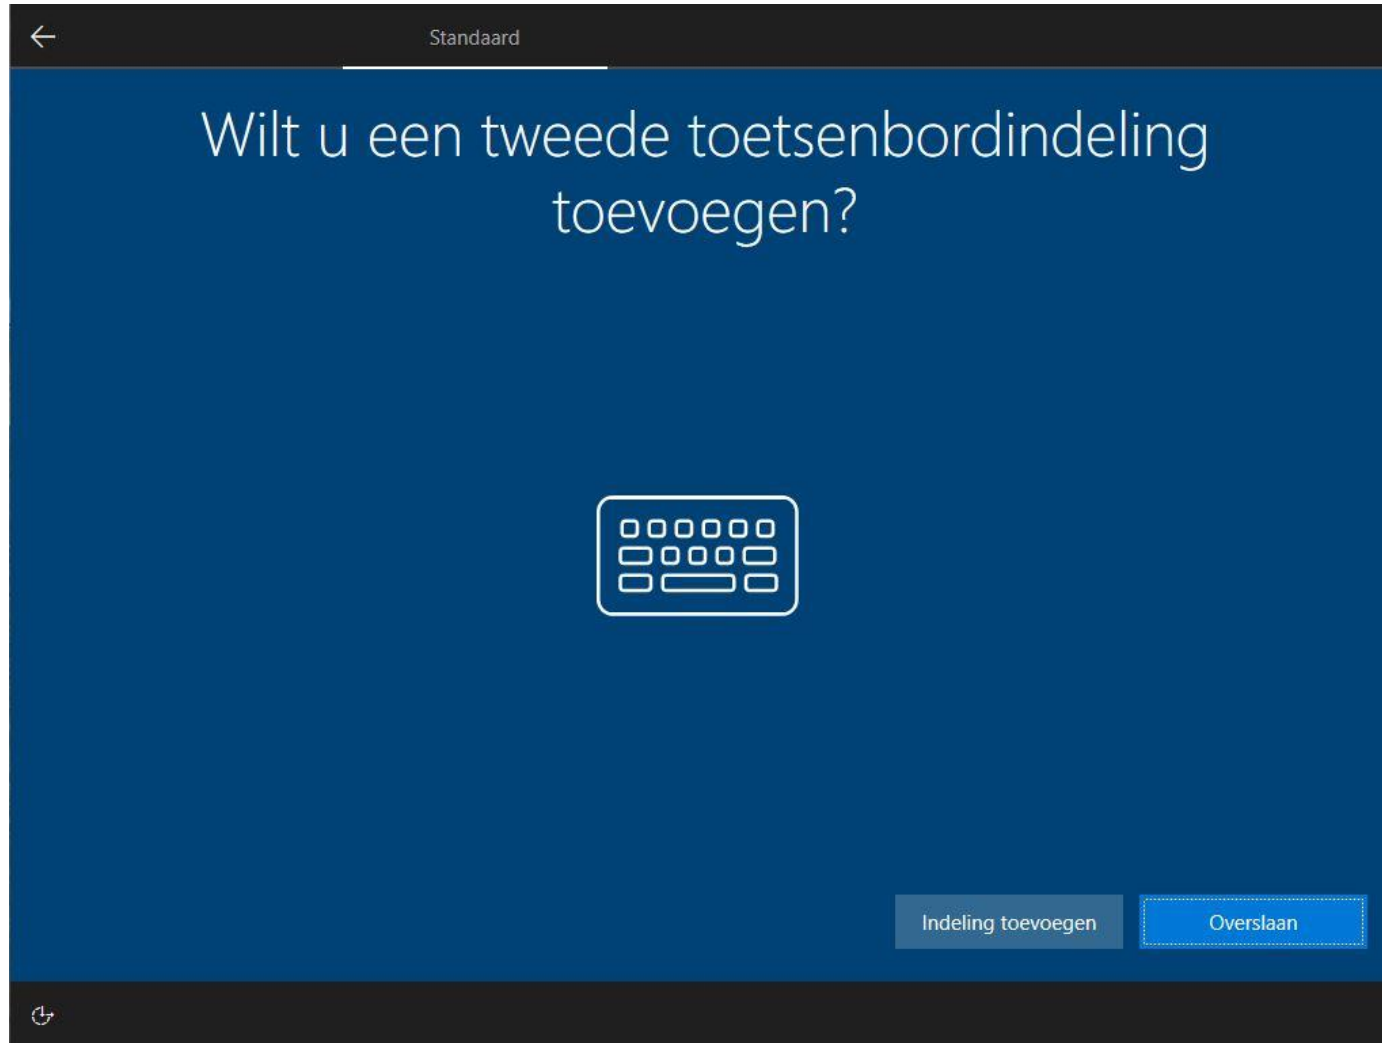 Standaard
Wilt u een tweede toetsenbordindeling
toevoegen?
Indeling toevoegen
Overslaan